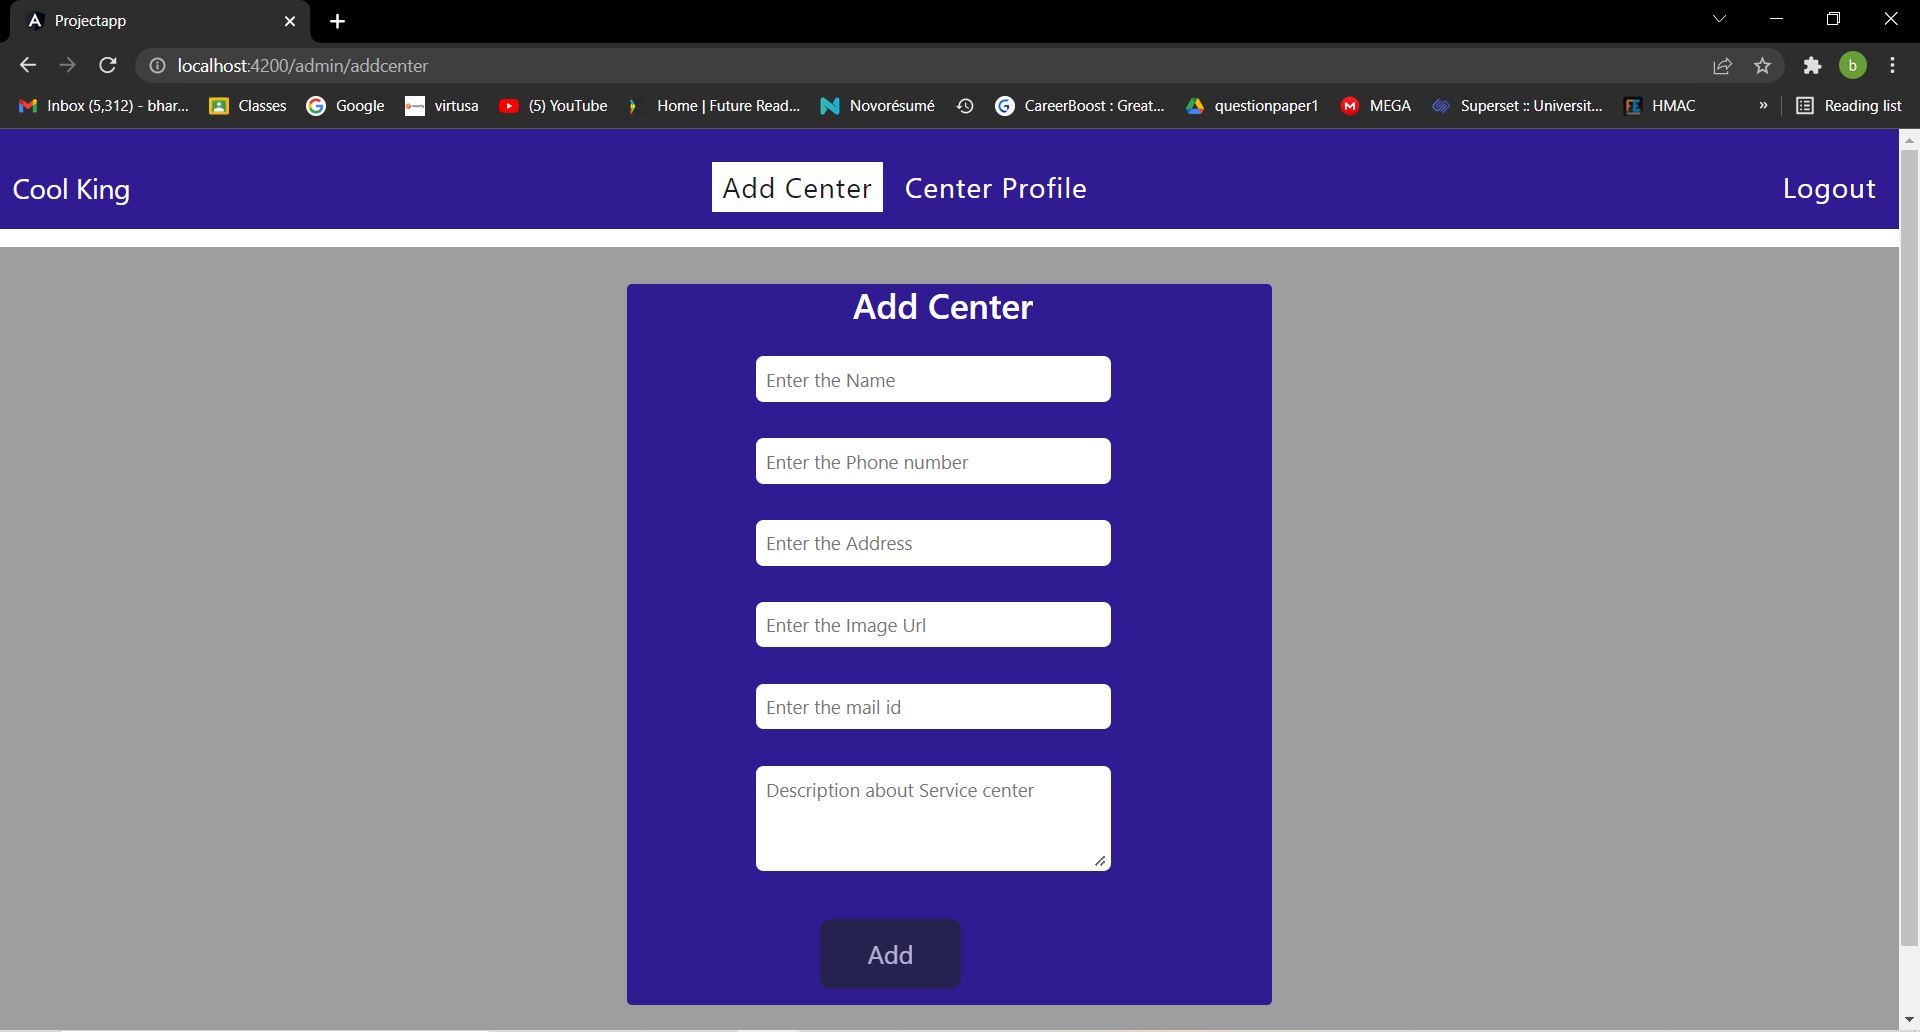 Projectapp
localhost:4200/admin/addcenter
b
Inbox (5,312) - bhar... Classes Google virtusa (5) YouTube Home | Future Read... Novorésumé CareerBoost : Great... questionpaper1 MEGA Superset :: Universit... HMAC » Reading list
Cool King Add Center Center Profile Logout
Add Center
Enter the Name
Enter the Phone number
Enter the Address
Enter the Image Url
Enter the mail id
Description about Service center
Add